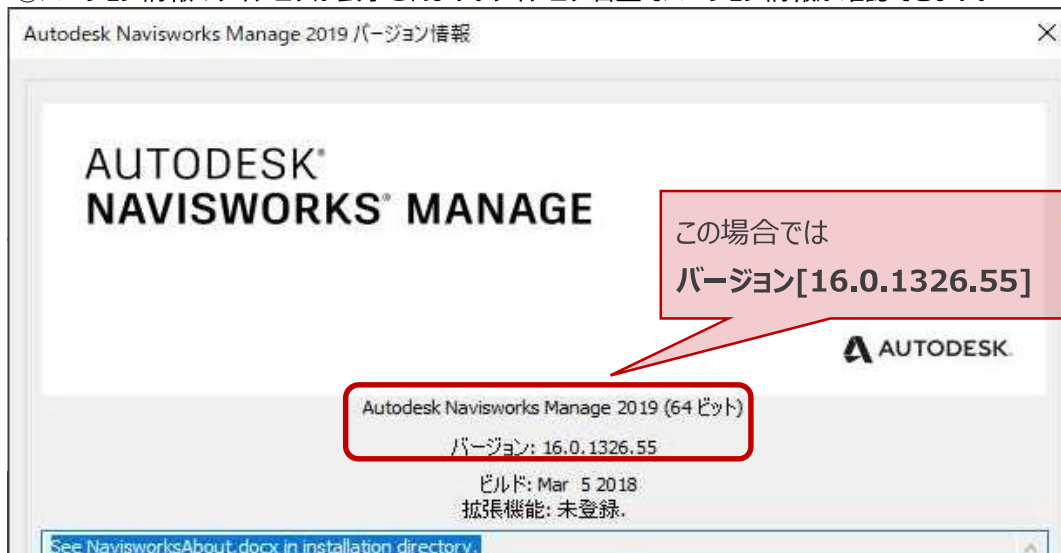 Autodesk Navisworks Manage 2019 バージョン情報
AUTODESK®
NAVISWORKS® MANAGE
この場合では
バージョン[16.0.1326.55]
AUTODESK.
Autodesk Navisworks Manage 2019 (64 ビット)
バージョン: 16.0.1326.55
ビルド: Mar 5 2018
拡張機能: 未登録.
See NavisworksAbout.docx in installation directory.